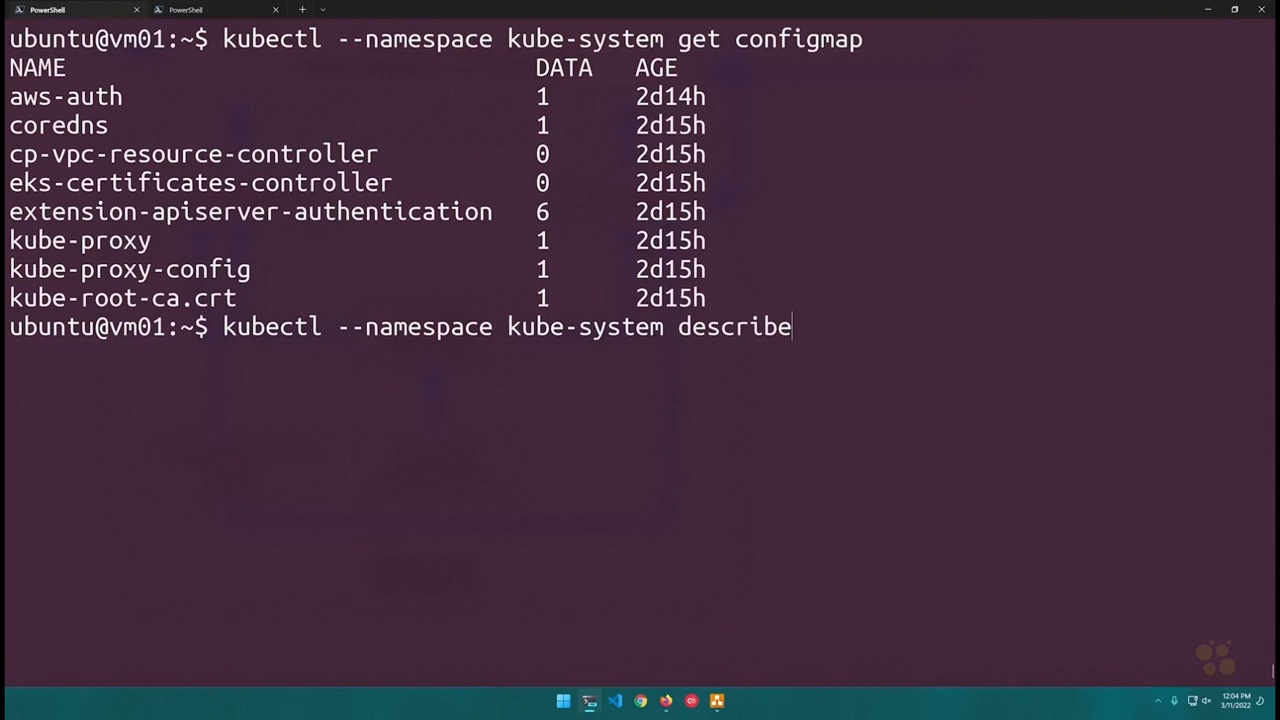 PowerShell
PowerShell
ubuntu@vm01:~$ kubectl --namespace kube-system get configmap
NAME DATA AGE
aws-auth 1 2d14h
coredns 1 2d15h
cp-vpc-resource-controller 0 2d15h
eks-certificates-controller 0 2d15h
extension-apiserver-authentication 6 2d15h
kube-proxy 1 2d15h
kube-proxy-config 1 2d15h
kube-root-ca.crt 1 2d15h
ubuntu@vm01:~$ kubectl --namespace kube-system describe
12:04 PM
3/11/2022